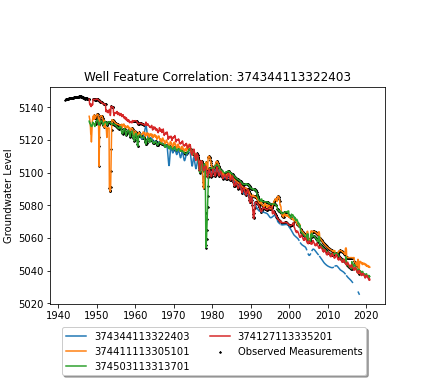 Well Feature Correlation: 374344113322403
Groundwater Level
5140
5120
5100
5080
5060
5040
5020
1940 1950 1960 1970 1980 1990 2000 2010 2020
374344113322403 374127113335201
374411113305101 Observed Measurements
374503113313701